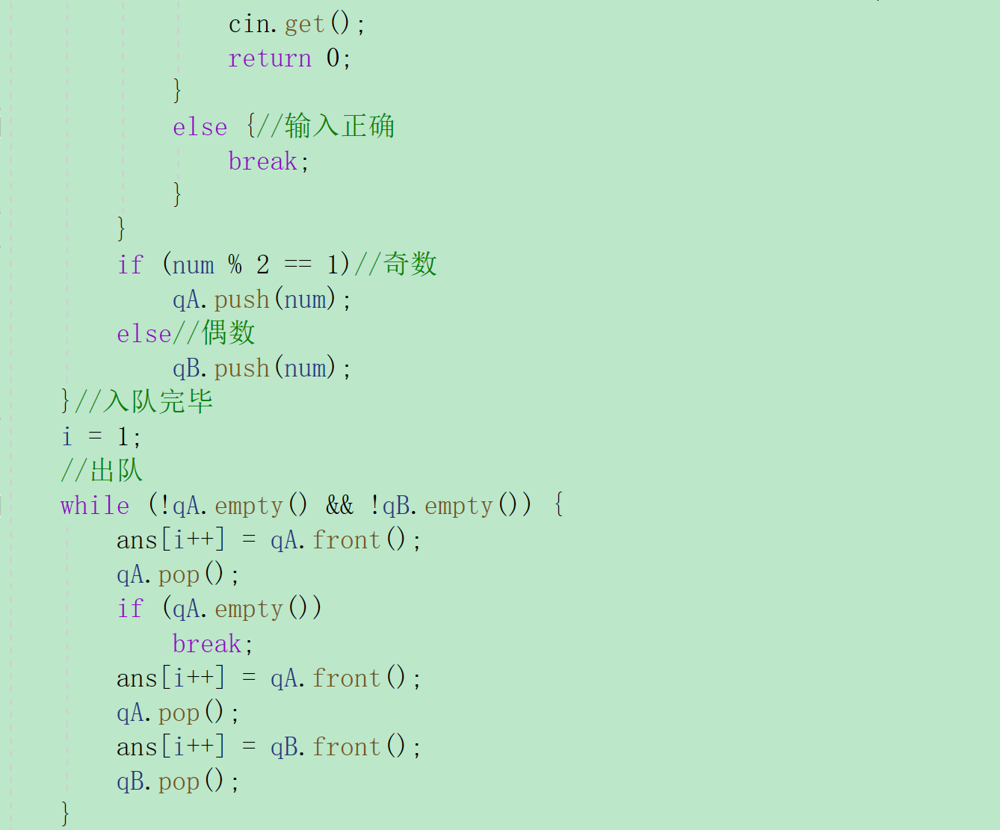 cin.get();
return 0;
}
else {//输入正确
break;
}
}
if (num % 2 == 1)//奇数
qA.push(num);
else//偶数
qB.push(num);
}//入队完毕
i = 1;
//出队
while (!qA.empty() && !qB.empty()) {
ans[i++] = qA.front();
qA.pop();
if (qA.empty())
break;
ans[i++] = qA.front();
qA.pop();
ans[i++] = qB.front();
qB.pop();
}